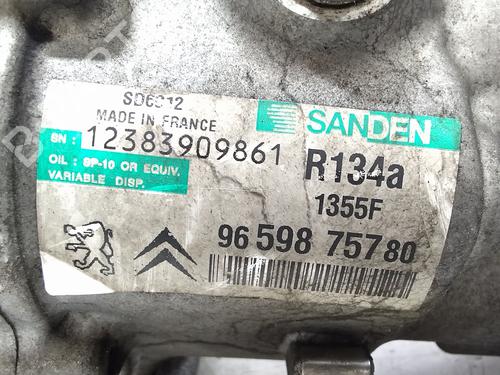 MADE IN FRANCE
SANDEN
SN: 12383909861
OIL : SP-10 OR EQUIV.
VARIABLE DISP.
R134a
1355F
96 598 757 80